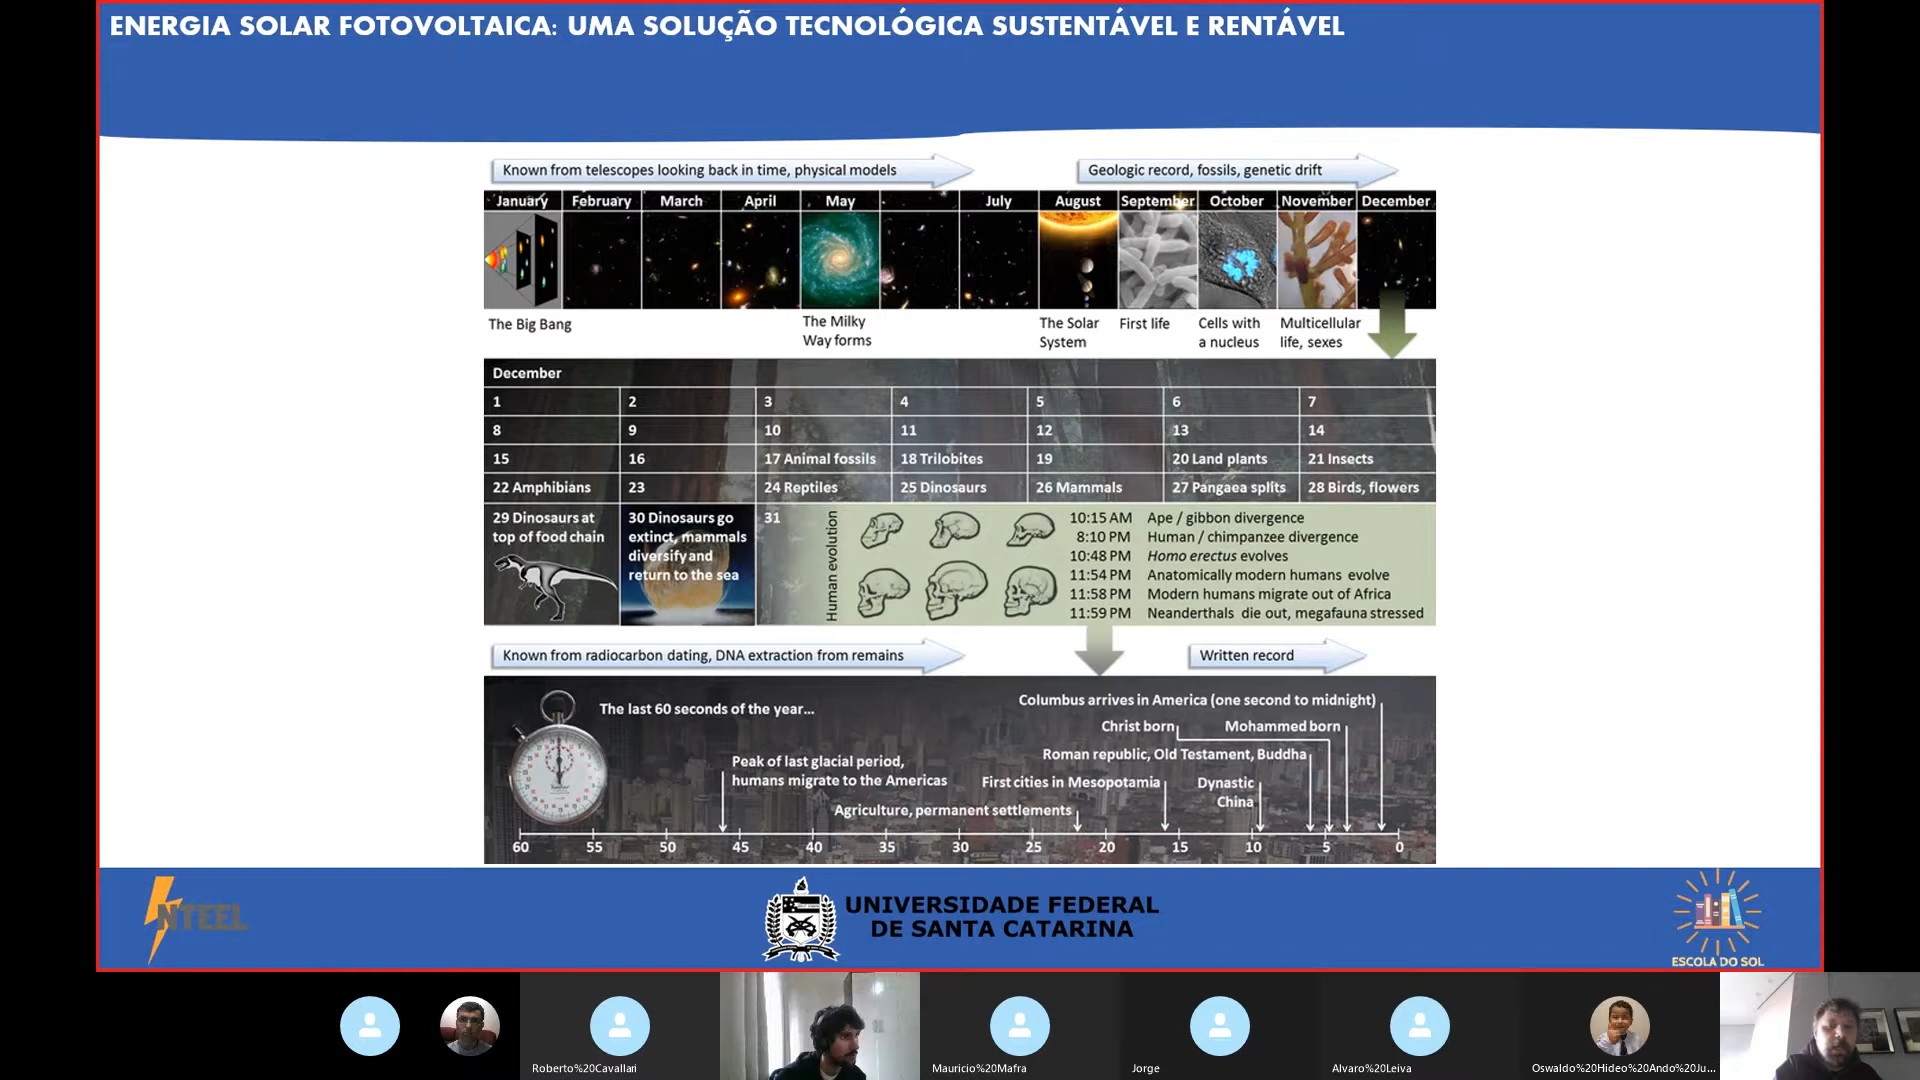 ENERGIA SOLAR FOTOVOLTAICA: UMA SOLUÇÃO TECNOLÓGICA SUSTENTÁVEL E RENTÁVEL
Known from telescopes looking back in time, physical models
Geologic record, fossils, genetic drift
January February March April May July August September October November December
The Big Bang
The Milky
Way forms
The Solar
System
First life
Cells with
a nucleus
Multicellular
life, sexes
December
1 2 3 4 5 6 7
8 9 10 11 12 13 14
15 16 17 Animal fossils 18 Trilobites 19 20 Land plants 21 Insects
22 Amphibians 23 24 Reptiles 25 Dinosaurs 26 Mammals 27 Pangaea splits 28 Birds, flowers
29 Dinosaurs at
top of food chain
30 Dinosaurs go
extinct, mammals
diversify and
return to the sea
31
Human evolution
10:15 AM Ape / gibbon divergence
8:10 PM Human / chimpanzee divergence
10:48 PM Homo erectus evolves
11:54 PM Anatomically modern humans evolve
11:58 PM Modern humans migrate out of Africa
11:59 PM Neanderthals die out, megafauna stressed
Known from radiocarbon dating, DNA extraction from remains
Written record
The last 60 seconds of the year...
Columbus arrives in America (one second to midnight)
Christ born
Mohammed born
Roman republic, Old Testament, Buddha
Peak of last glacial period,
humans migrate to the Americas
First cities in Mesopotamia
Dynastic
China
Agriculture, permanent settlements
60 55 50 45 40 35 30 25 20 15 10 5 0
NTEEL
UNIVERSIDADE FEDERAL
DE SANTA CATARINA
ESCOLA DO SOL
Roberto%20Cavallari
Mauricio%20Mafra
Jorge
Alvaro%20Leiva
Oswaldo%20Hideo%20Ando%20Ju...